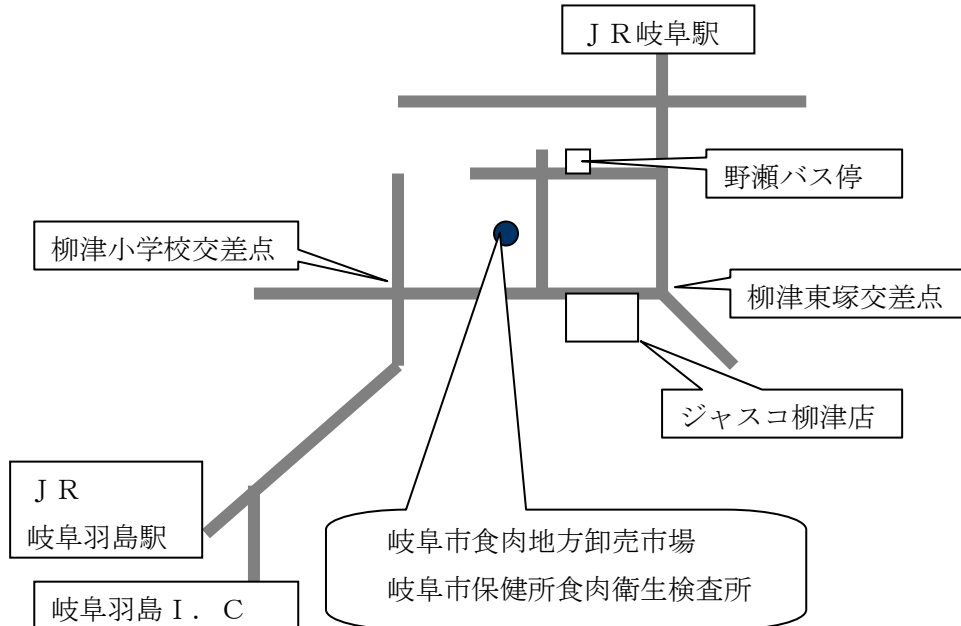 ＪＲ岐阜駅
野瀬バス停
柳津小学校交差点
柳津東塚交差点
ジャスコ柳津店
ＪＲ
岐阜羽島駅
岐阜市食肉地方卸売市場
岐阜市保健所食肉衛生検査所
岐阜羽島Ｉ．Ｃ